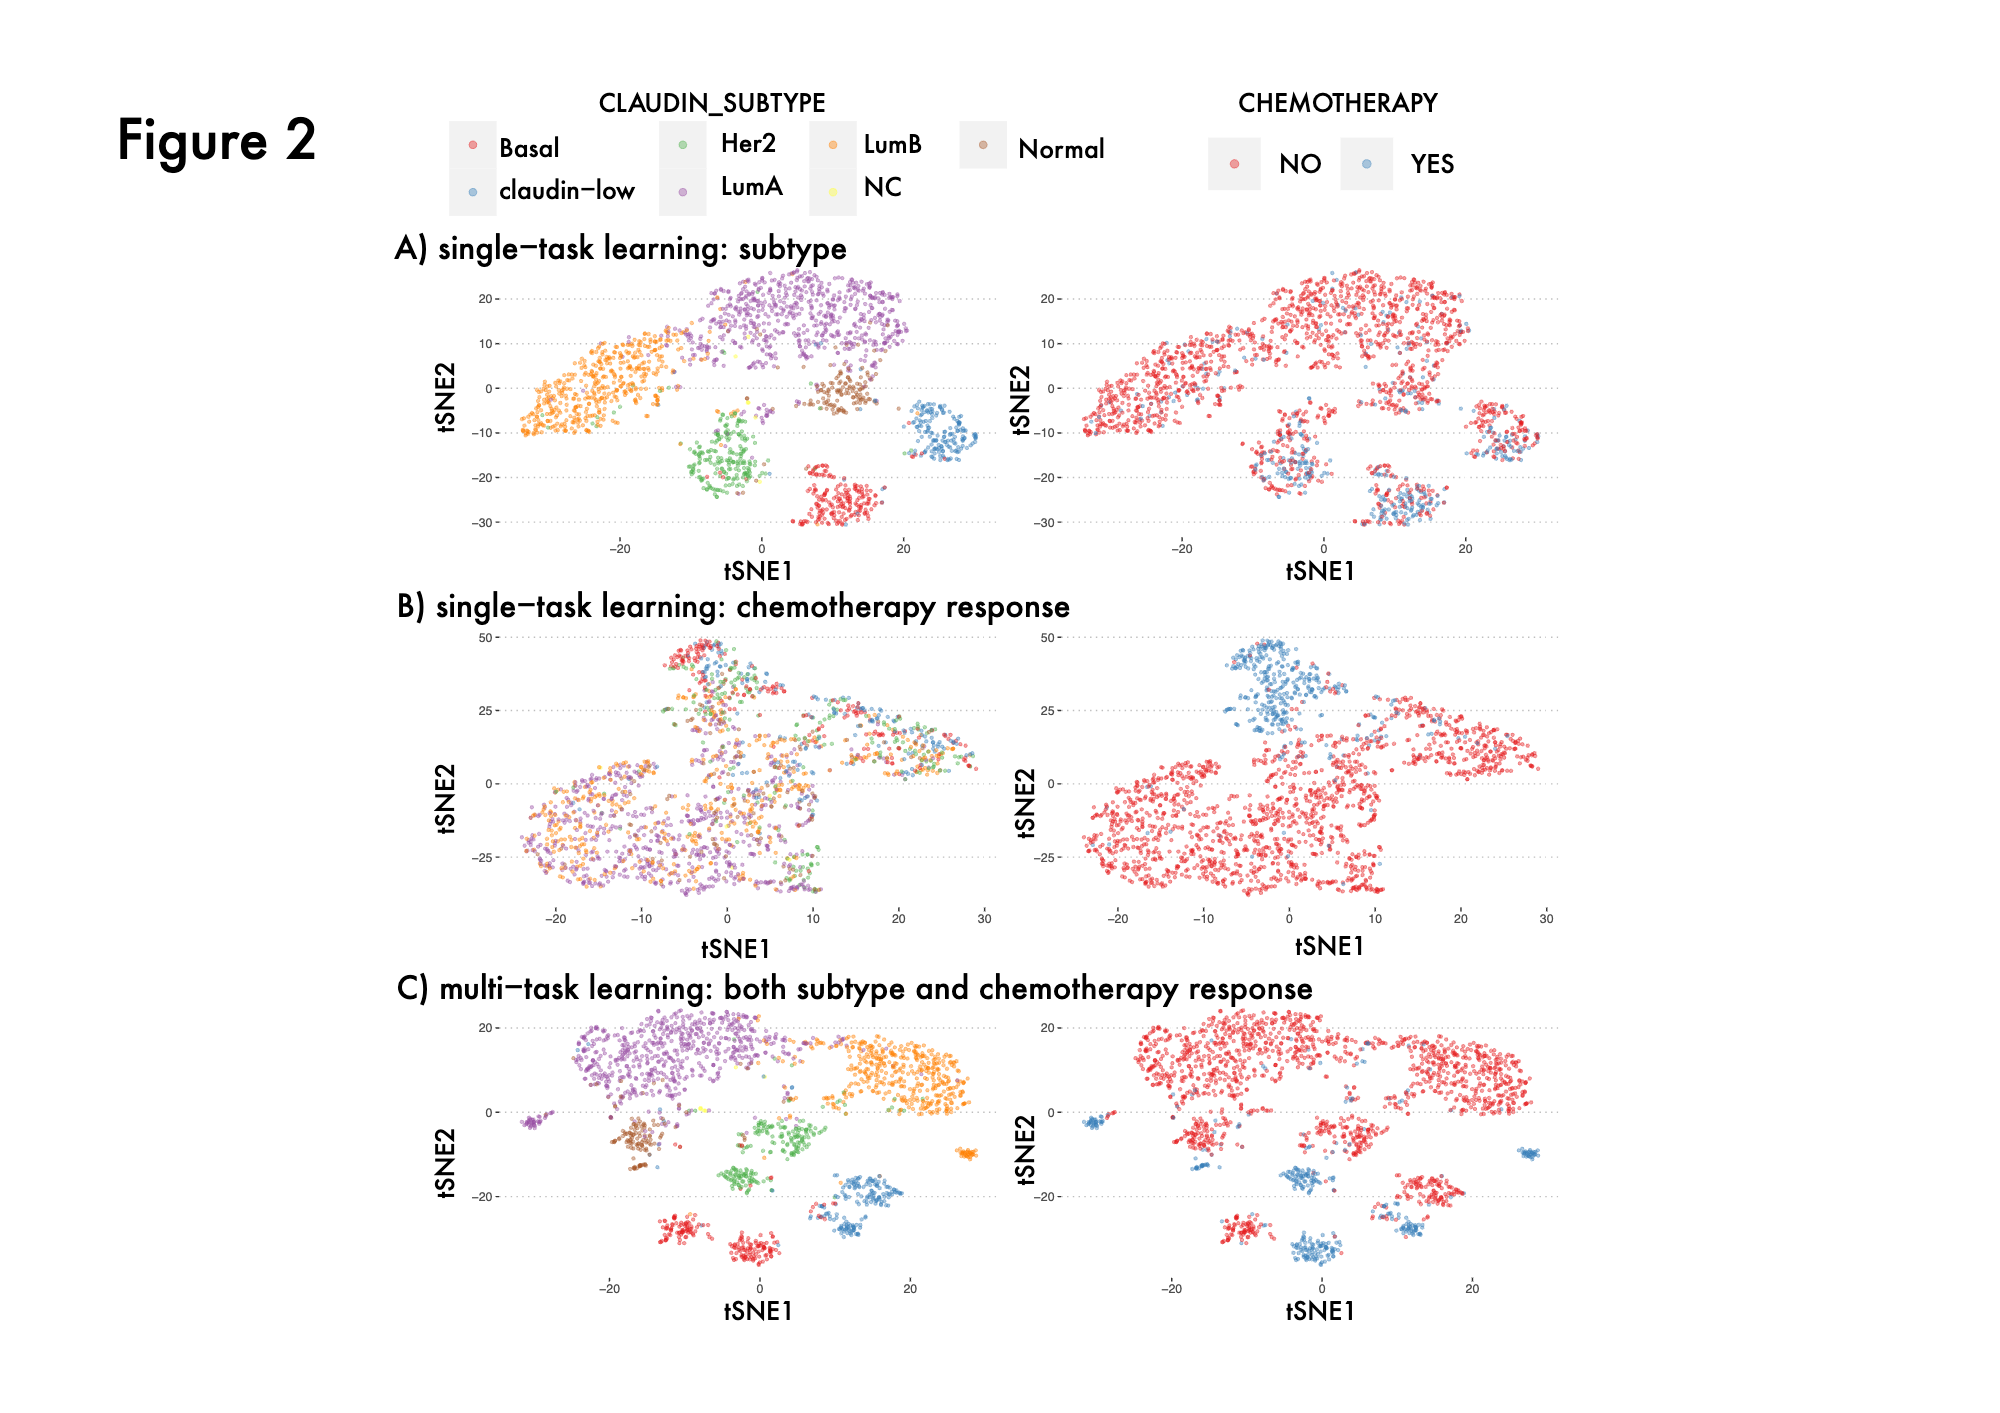 Figure 2
CLAUDIN_SUBTYPE
Basal Her2 LumB Normal
claudin−low LumA NC
CHEMOTHERAPY
NO YES
A) single−task learning: subtype
tSNE2
20
10
0
−10
−20
−30
−20 0 20
tSNE1
tSNE2
20
10
0
−10
−20
−30
−20 0 20
tSNE1
B) single−task learning: chemotherapy response
tSNE2
50
25
0
−25
−20 −10 0 10 20 30
tSNE1
tSNE2
50
25
0
−25
−20 −10 0 10 20 30
tSNE1
C) multi−task learning: both subtype and chemotherapy response
tSNE2
20
0
−20
−20 0 20
tSNE1
tSNE2
20
0
−20
−20 0 20
tSNE1